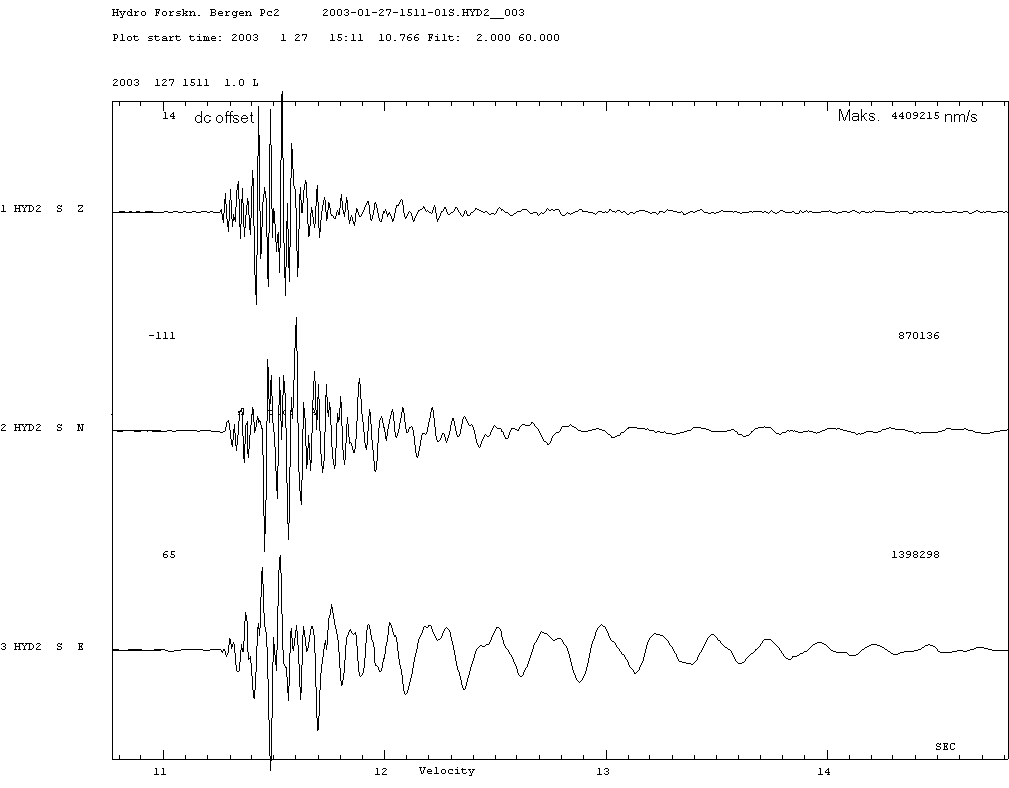 Hydro Forskn. Bergen Pc2 2003-01-27-1511-01S.HYD2__003
Plot start time: 2003 1 27 15:11 10.766 Filt: 2.000 60.000
2003 127 1511 1.0 L
14 dc offset Maks. 4409215 nm/s
1 HYD2 S Z
-111 870136
2 HYD2 S N
65 1398298
3 HYD2 S E
SEC
11 12 Velocity 13 14